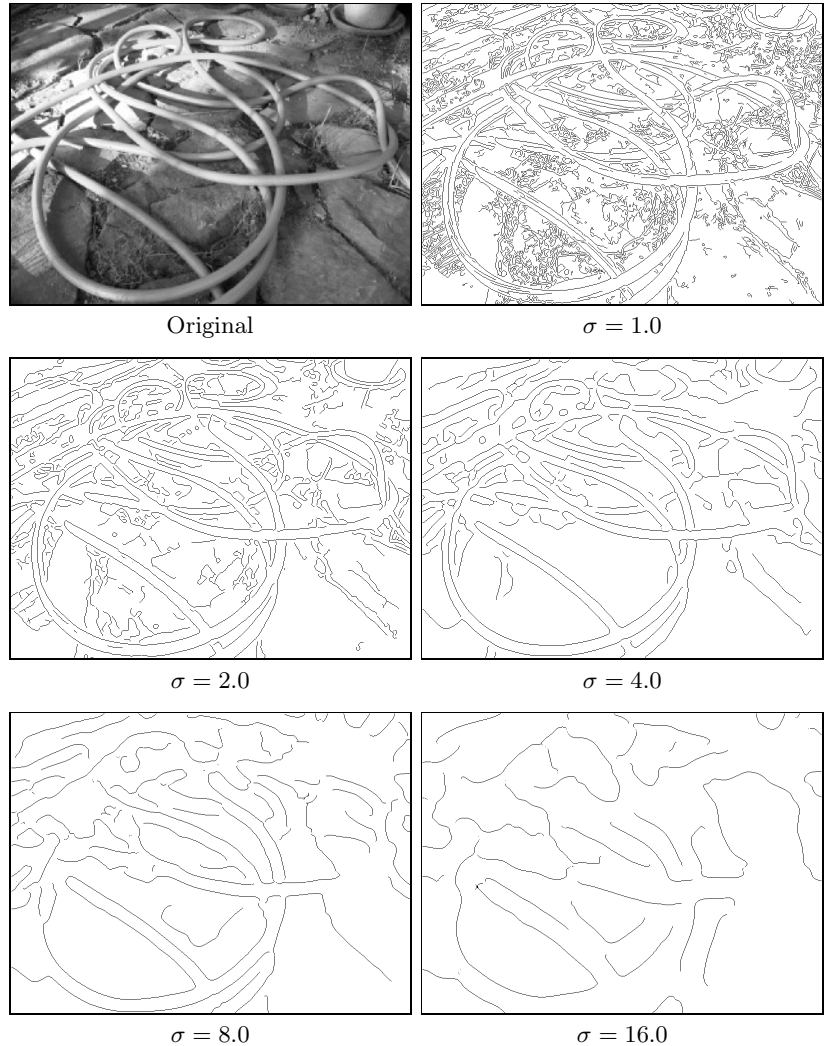 Original
σ = 1.0
σ = 2.0
σ = 4.0
σ = 8.0
σ = 16.0